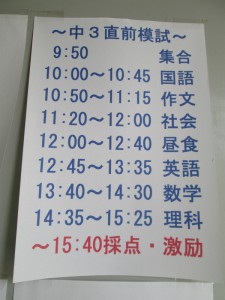 ～中３直前模試～
9:50 集合
10:00～10:45 国語
10:50～11:15 作文
11:20～12:00 社会
12:00～12:40 昼食
12:45～13:35 英語
13:40～14:30 数学
14:35～15:25 理科
～15:40採点・激励